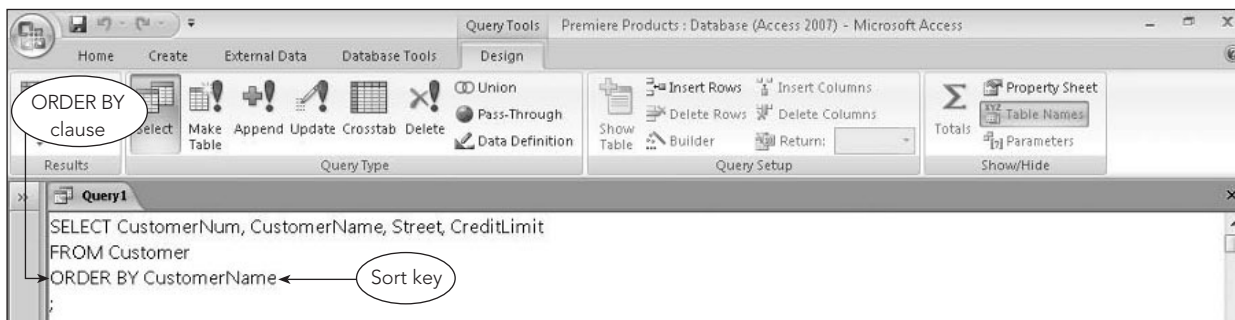 Query Tools Premiere Products : Database (Access 2007) - Microsoft Access
Home Create External Data Database Tools Design
ORDER BY
clause
Select
Make
Table
Append Update Crosstab Delete
Union
Pass-Through
Data Definition
Show
Table
Insert Rows
Delete Rows
Builder
Insert Columns
Delete Columns
Return:
Totals
Property Sheet
Table Names
Parameters
Results Query Type Query Setup Show/Hide
Query1
SELECT CustomerNum, CustomerName, Street, CreditLimit
FROM Customer
ORDER BY CustomerName
Sort key
;